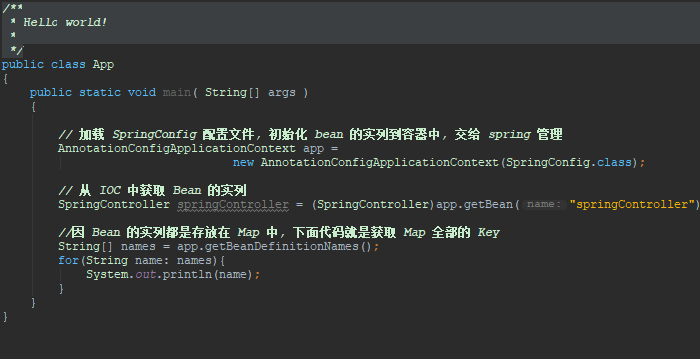 /**
 * Hello world!
 *
 */
public class App
{
    public static void main( String[] args )
    {
        // 加载 SpringConfig 配置文件, 初始化 bean 的实列到容器中, 交给 spring 管理
        AnnotationConfigApplicationContext app =
                                new AnnotationConfigApplicationContext(SpringConfig.class);
        // 从 IOC 中获取 Bean 的实列
        SpringController springController = (SpringController)app.getBean( name: "springController")
        //因 Bean 的实列都是存放在 Map 中, 下面代码就是获取 Map 全部的 Key
        String[] names = app.getBeanDefinitionNames();
        for(String name: names){
            System.out.println(name);
        }
    }
}